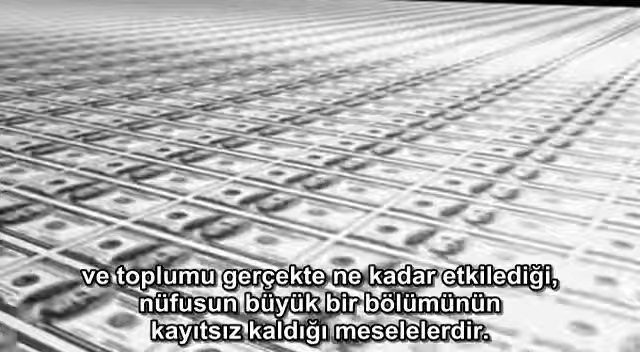 ve toplumu gerçekte ne kadar etkilediği,
nüfusun büyük bir bölümünün
kayıtsız kaldığı meselelerdir.